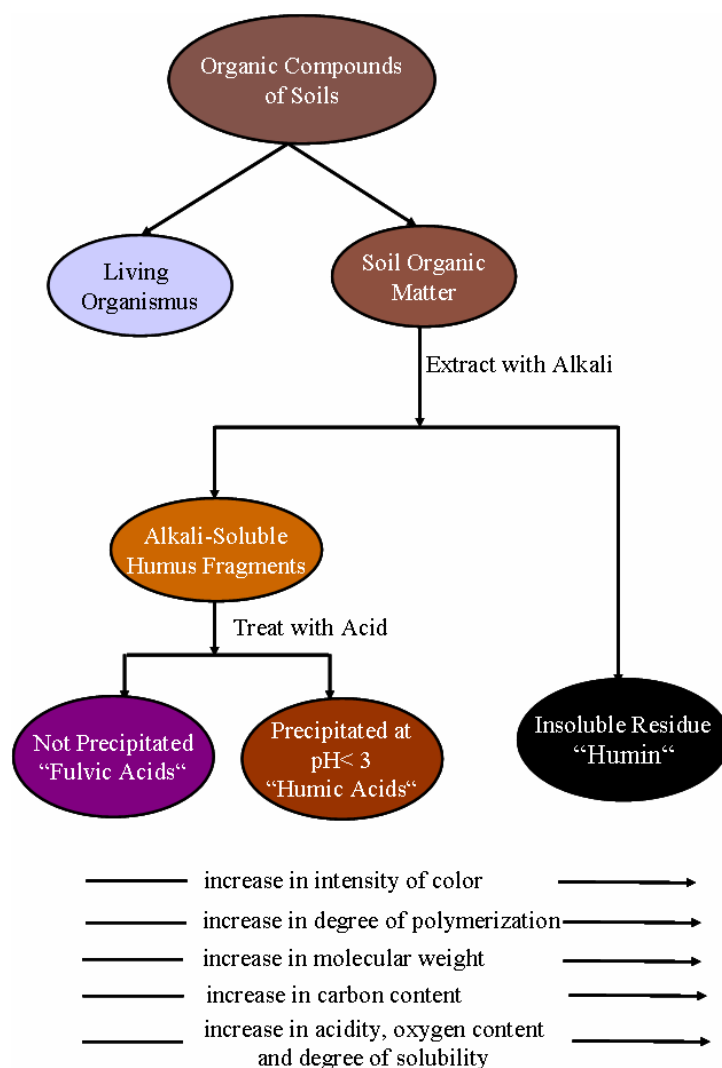 Organic Compounds
of Soils
Living
Organismus
Soil Organic
Matter
Extract with Alkali
Alkali-Soluble
Humus Fragments
Treat with Acid
Not Precipitated
“Fulvic Acids“
Precipitated at
pH< 3
“Humic Acids“
Insoluble Residue
“Humin“
increase in intensity of color
increase in degree of polymerization
increase in molecular weight
increase in carbon content
increase in acidity, oxygen content
and degree of solubility